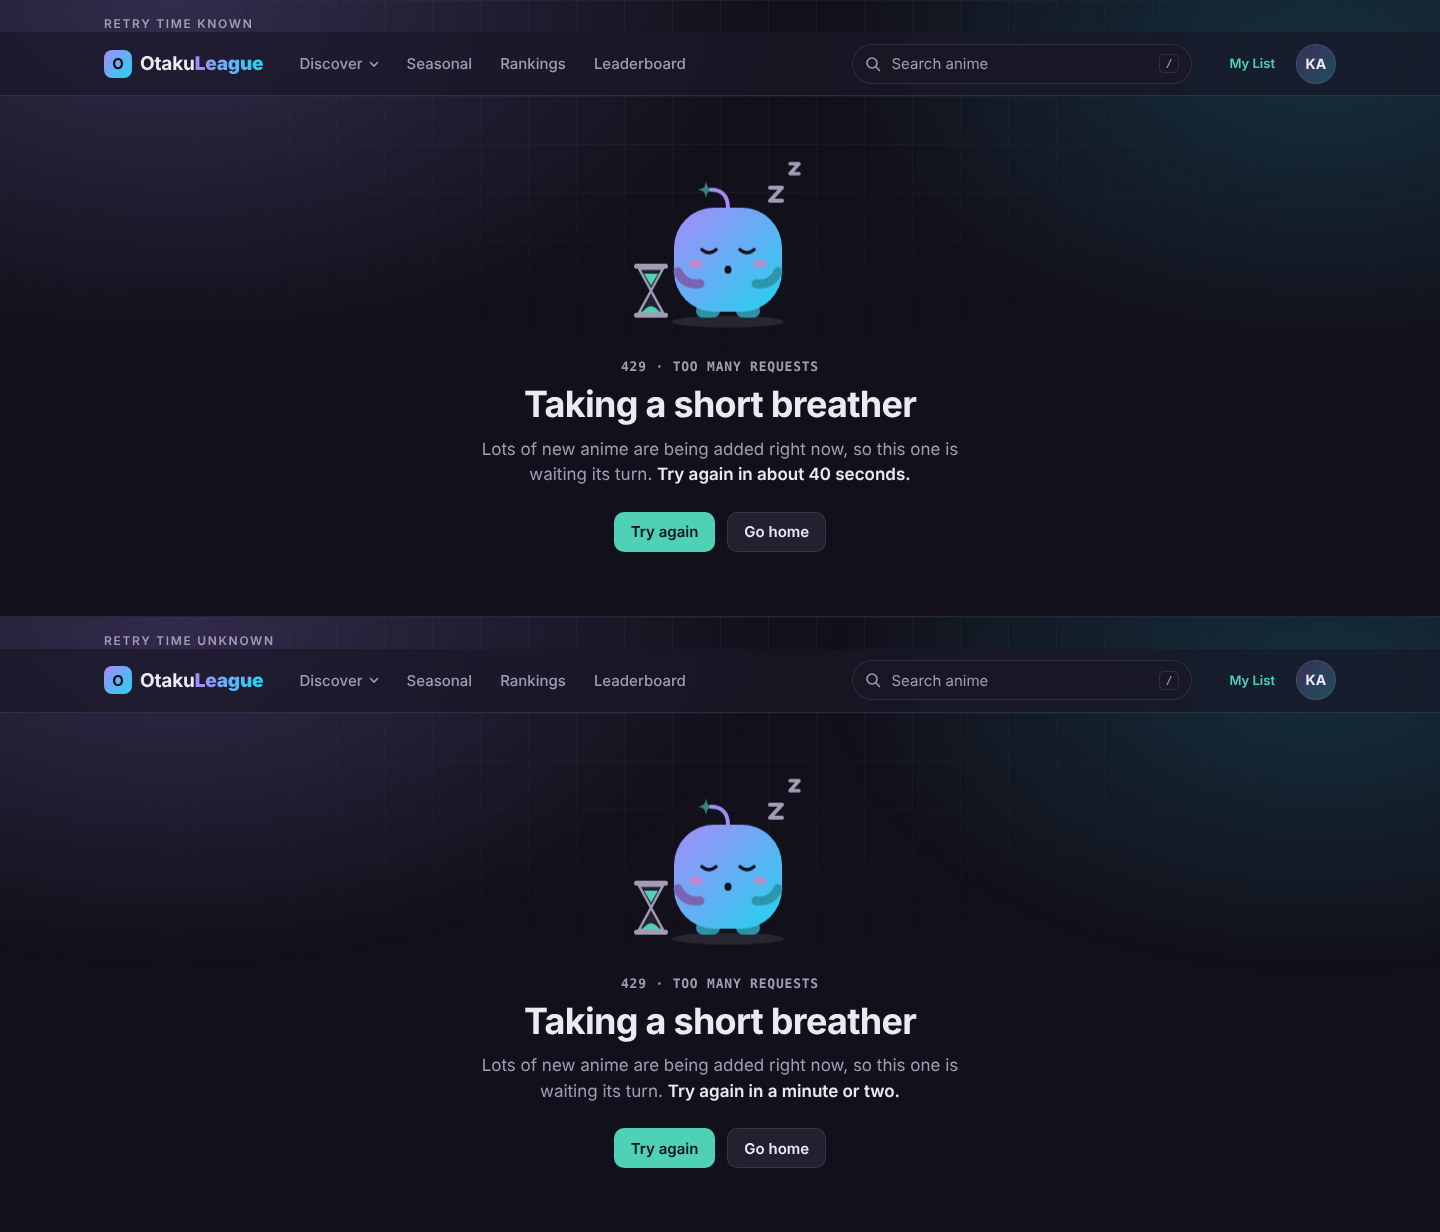 RETRY TIME KNOWN
O OtakuLeague Discover Seasonal Rankings Leaderboard Search anime / My List KA
z
z
429 · TOO MANY REQUESTS
Taking a short breather
Lots of new anime are being added right now, so this one is
waiting its turn. Try again in about 40 seconds.
Try again Go home
RETRY TIME UNKNOWN
O OtakuLeague Discover Seasonal Rankings Leaderboard Search anime / My List KA
z
z
429 · TOO MANY REQUESTS
Taking a short breather
Lots of new anime are being added right now, so this one is
waiting its turn. Try again in a minute or two.
Try again Go home